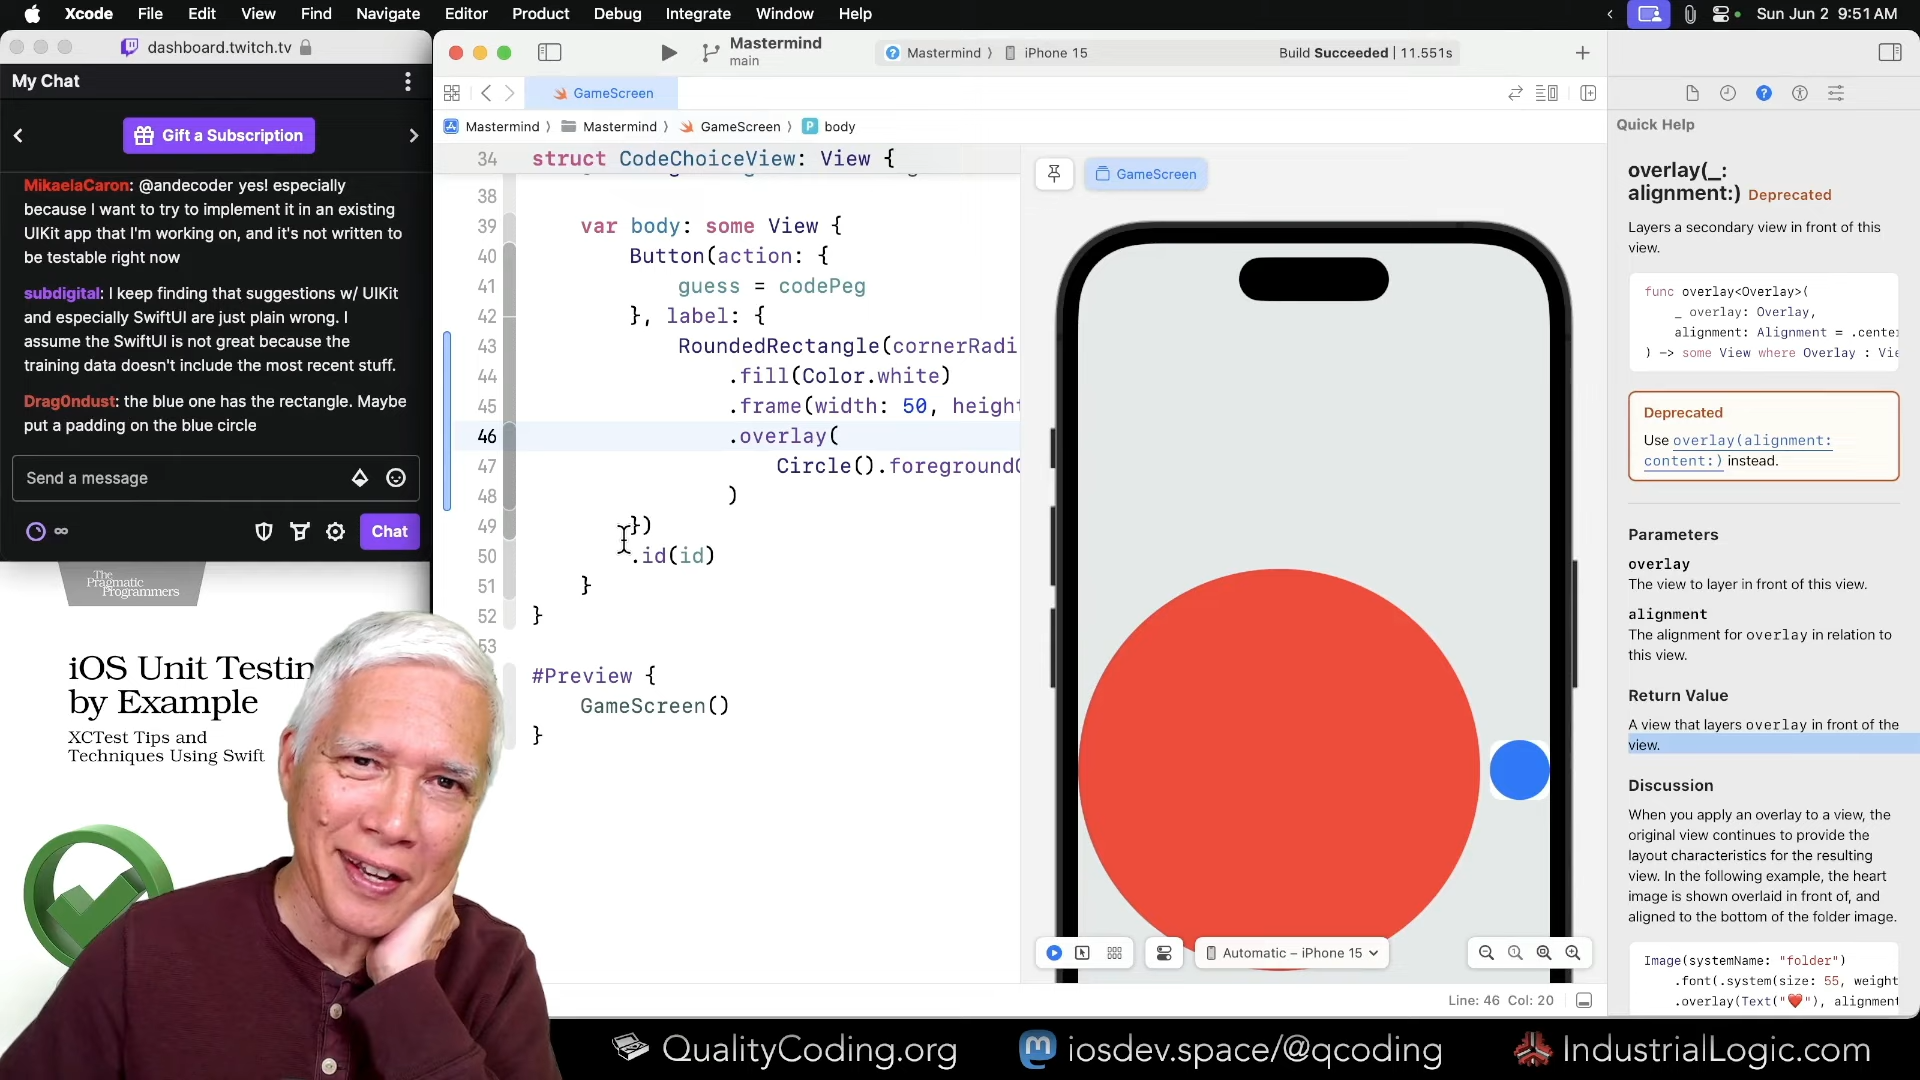 Xcode File Edit View Find Navigate Editor Product Debug Integrate Window Help
Sun Jun 2 9:51 AM
dashboard.twitch.tv
My Chat
Gift a Subscription
MikaelaCaron: @andecoder yes! especially
because I want to try to implement it in an existing
UIKit app that I'm working on, and it's not written to
be testable right now
subdigital: I keep finding that suggestions w/ UIKit
and especially SwiftUI are just plain wrong. I
assume the SwiftUI is not great because the
training data doesn't include the most recent stuff.
Drag0ndust: the blue one has the rectangle. Maybe
put a padding on the blue circle
Send a message
∞
Chat
The
Pragmatic
Programmers
iOS Unit Testin
by Example
XCTest Tips and
Techniques Using Swift
Mastermind
main
Mastermind ⟩ iPhone 15
Build Succeeded | 11.551s
GameScreen
Mastermind ⟩ Mastermind ⟩ GameScreen ⟩ P body
34 struct CodeChoiceView: View {
38
39 var body: some View {
40 Button(action: {
41 guess = codePeg
42 }, label: {
43 RoundedRectangle(cornerRadi
44 .fill(Color.white)
45 .frame(width: 50, height
46 .overlay(
47 Circle().foregroundC
48 )
49 })
50 .id(id)
51 }
52 }
53
#Preview {
GameScreen()
}
GameScreen
Automatic – iPhone 15
Line: 46 Col: 20
Quick Help
overlay(_:
alignment:) Deprecated
Layers a secondary view in front of this
view.
func overlay<Overlay>(
_ overlay: Overlay,
alignment: Alignment = .center
) -> some View where Overlay : Vie
Deprecated
Use overlay(alignment:
content:) instead.
Parameters
overlay
The view to layer in front of this view.
alignment
The alignment for overlay in relation to
this view.
Return Value
A view that layers overlay in front of the
view.
Discussion
When you apply an overlay to a view, the
original view continues to provide the
layout characteristics for the resulting
view. In the following example, the heart
image is shown overlaid in front of, and
aligned to the bottom of the folder image.
Image(systemName: "folder")
.font(.system(size: 55, weight
.overlay(Text("❤️"), alignment
QualityCoding.org
iosdev.space/@qcoding
IndustrialLogic.com